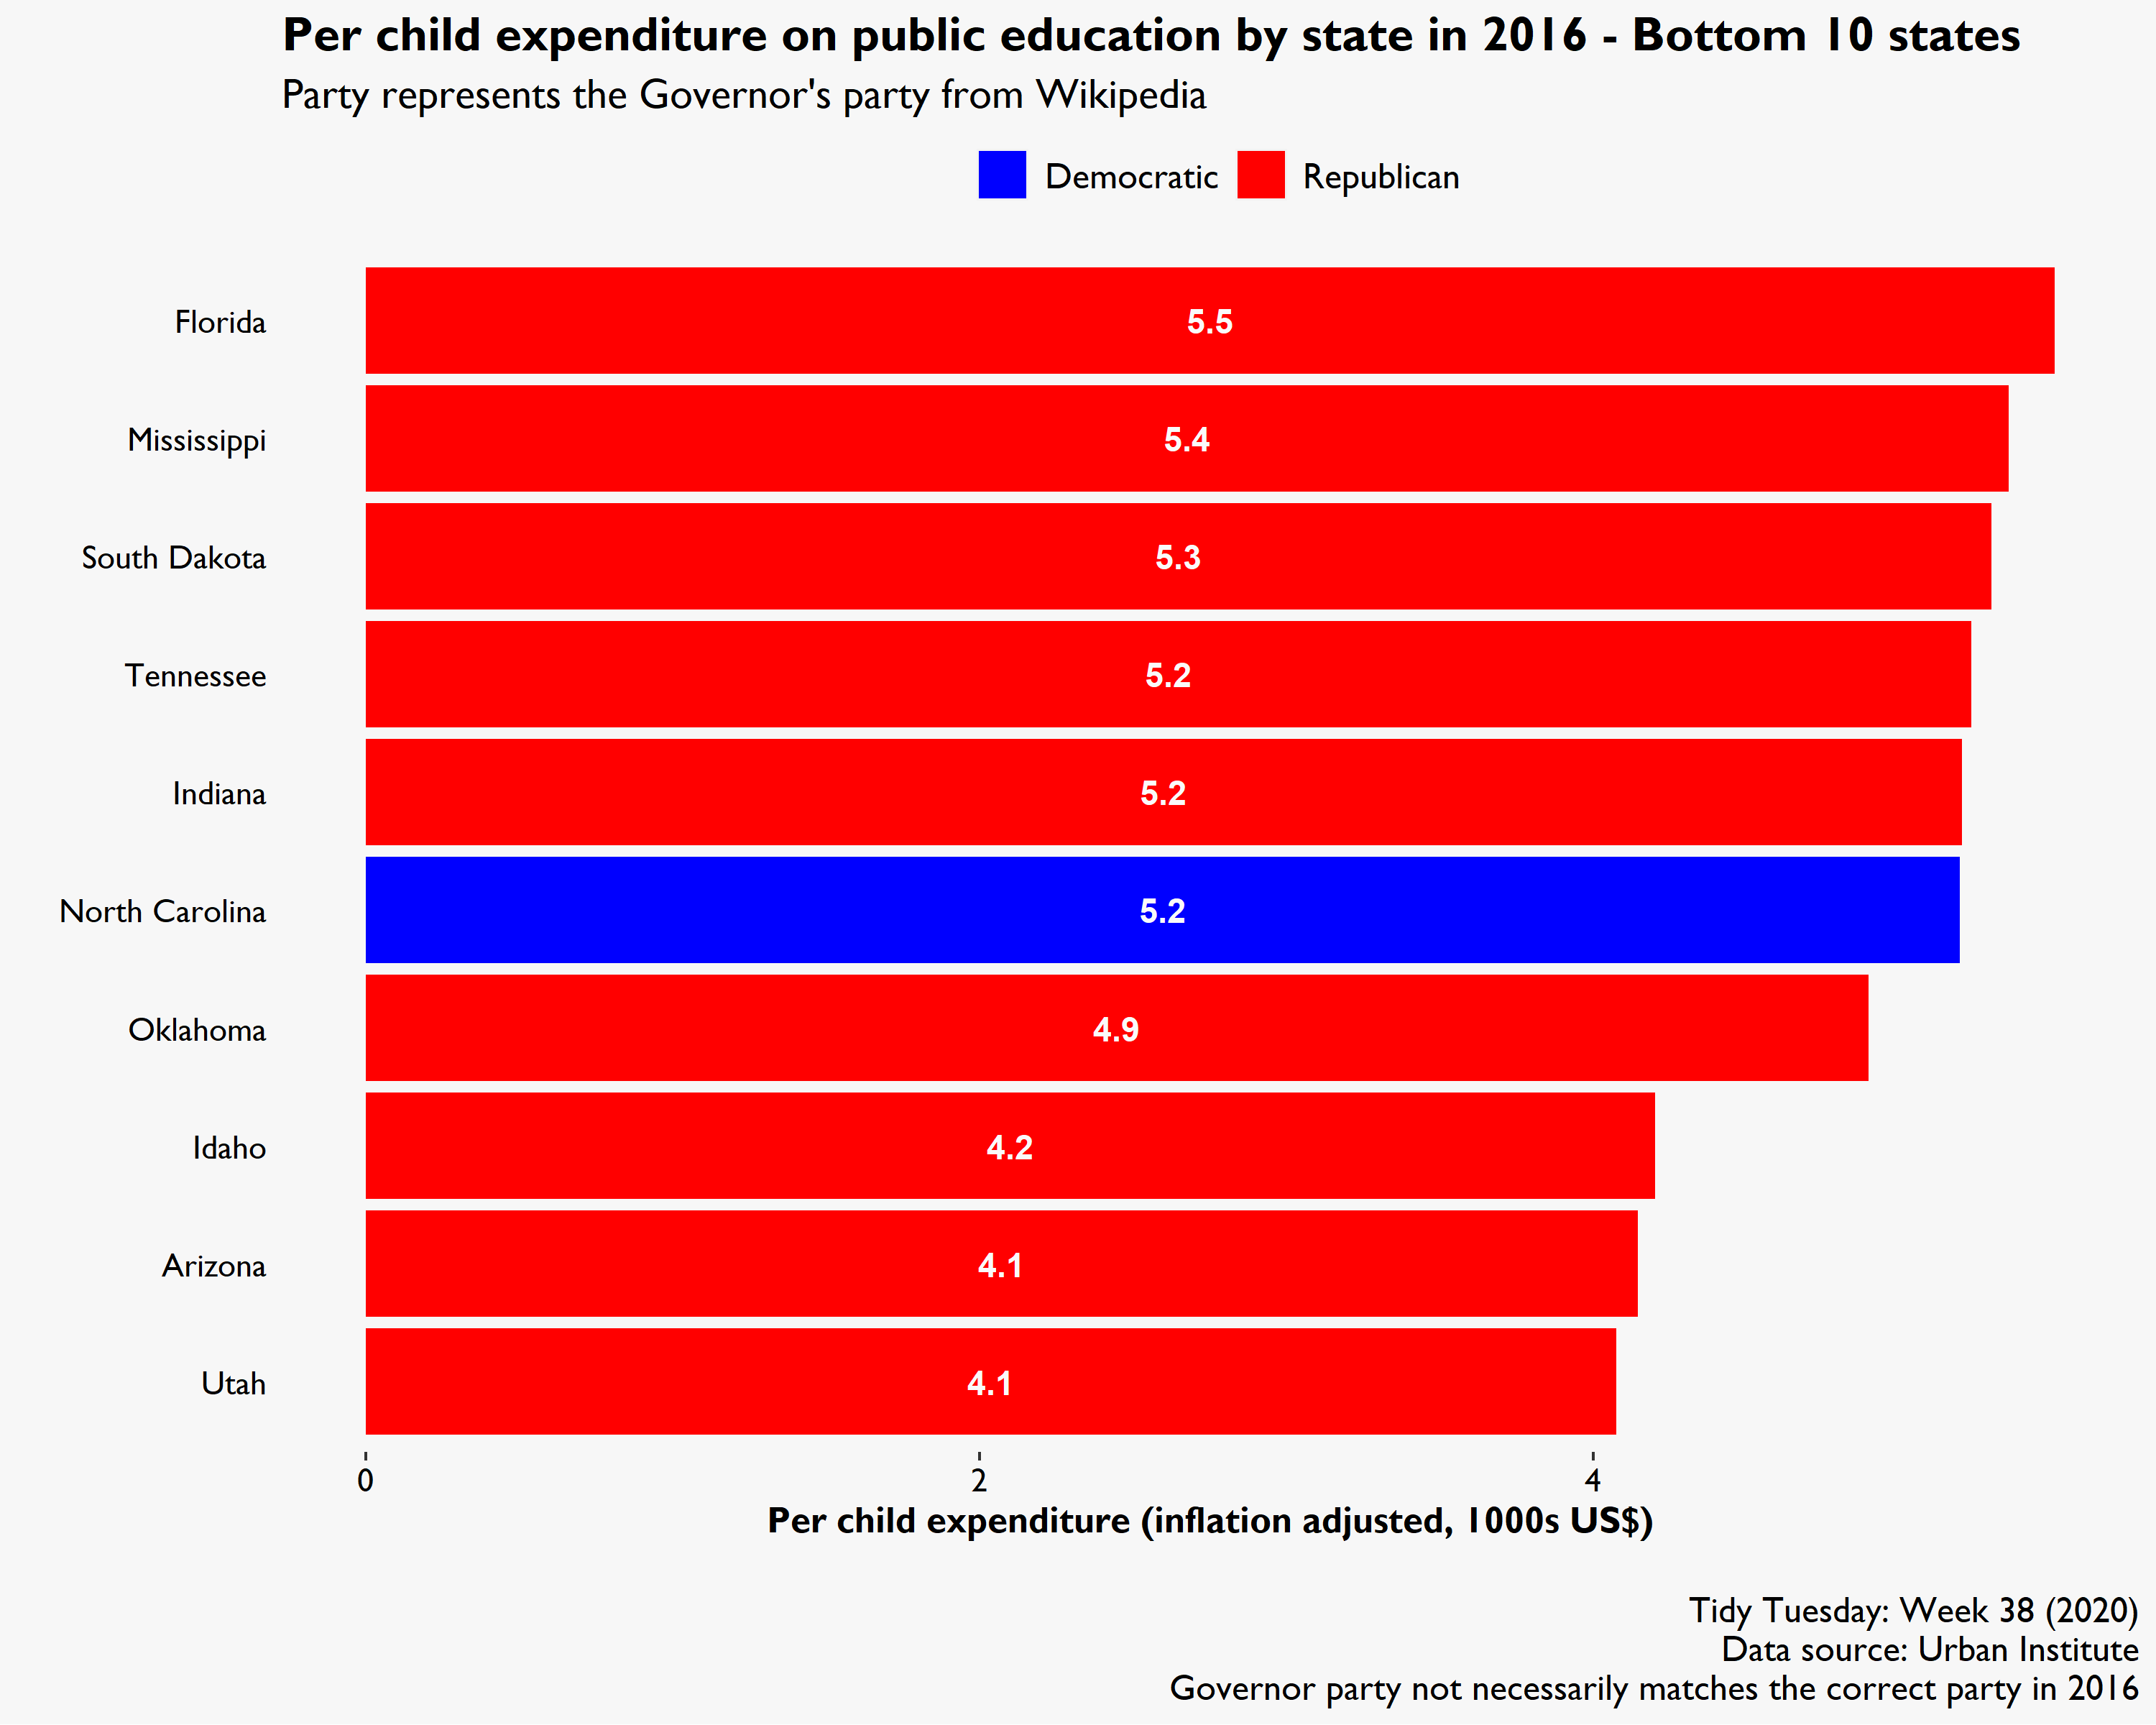 Per child expenditure on public education by state in 2016 - Bottom 10 states
Party represents the Governor's party from Wikipedia
Democratic Republican
Florida 5.5
Mississippi 5.4
South Dakota 5.3
Tennessee 5.2
Indiana 5.2
North Carolina 5.2
Oklahoma 4.9
Idaho 4.2
Arizona 4.1
Utah 4.1
0 2 4
Per child expenditure (inflation adjusted, 1000s US$)
Tidy Tuesday: Week 38 (2020)
Data source: Urban Institute
Governor party not necessarily matches the correct party in 2016